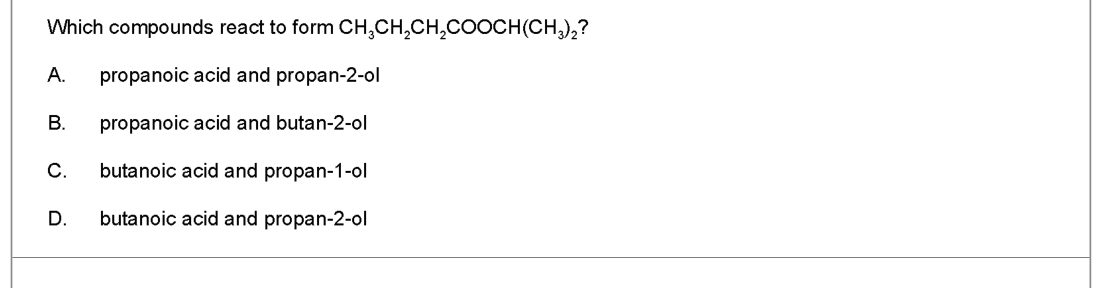 Which compounds react to form CH₃CH₂CH₂COOCH(CH₃)₂?
A. propanoic acid and propan-2-ol
B. propanoic acid and butan-2-ol
C. butanoic acid and propan-1-ol
D. butanoic acid and propan-2-ol